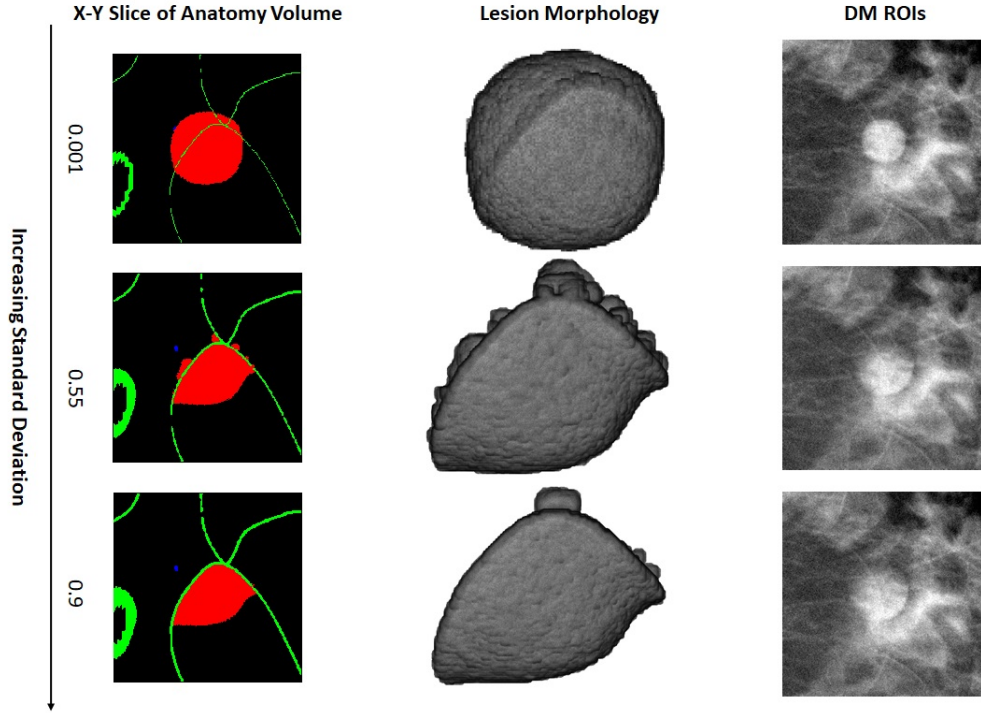 X-Y Slice of Anatomy Volume
Lesion Morphology
DM ROIs
Increasing Standard Deviation
0.001
0.55
0.9